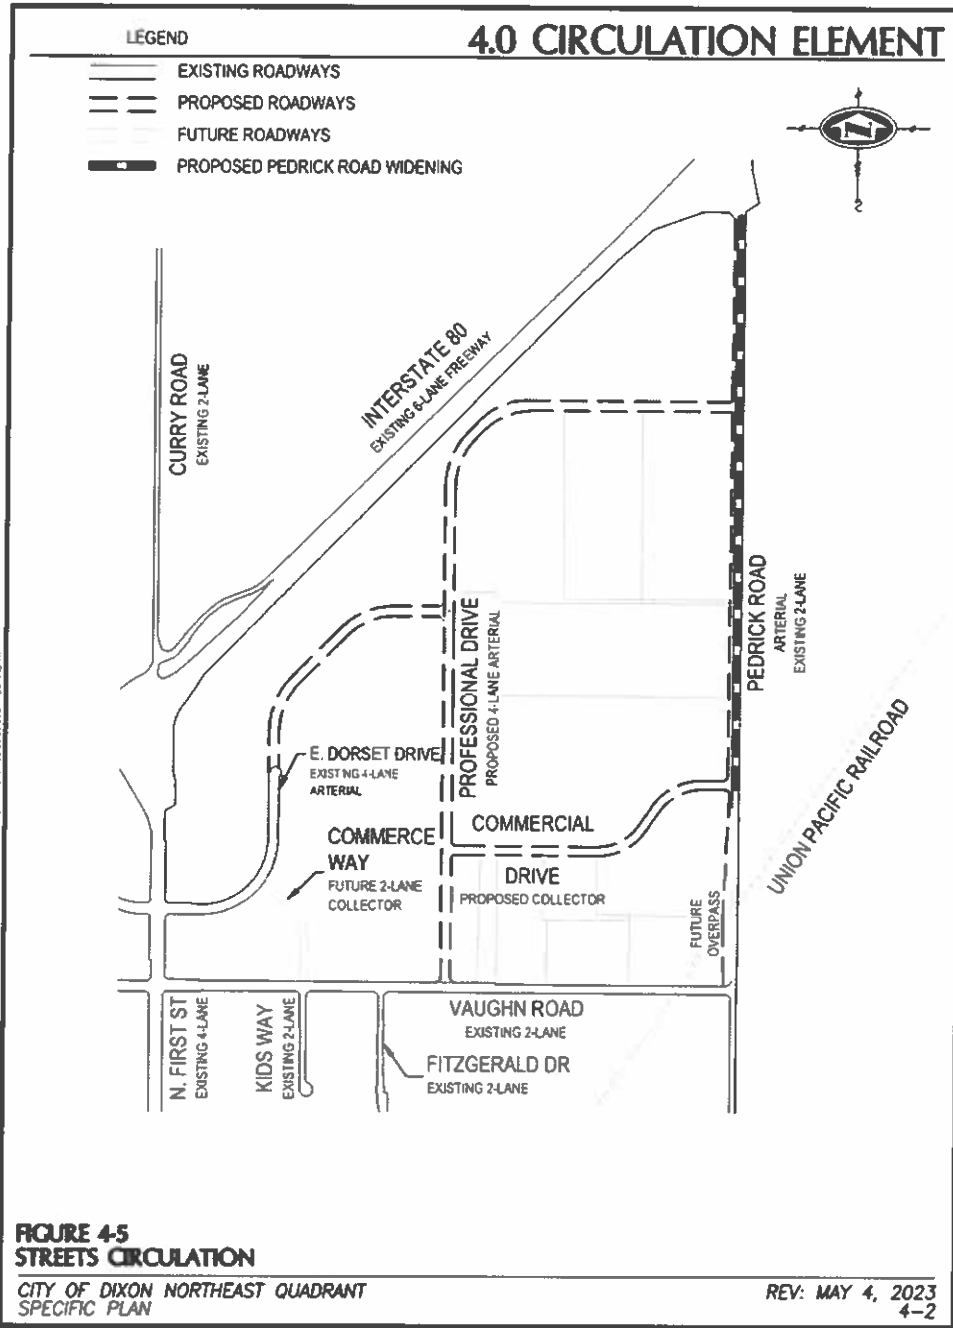 LEGEND
4.0 CIRCULATION ELEMENT
EXISTING ROADWAYS
PROPOSED ROADWAYS
FUTURE ROADWAYS
PROPOSED PEDRICK ROAD WIDENING
N
S
CURRY ROAD
EXISTING 2-LANE
INTERSTATE 80
EXISTING 6-LANE FREEWAY
PROFESSIONAL DRIVE
PROPOSED 4-LANE ARTERIAL
PEDRICK ROAD
ARTERIAL
EXISTING 2-LANE
UNION PACIFIC RAILROAD
E. DORSET DRIVE
EXISTING 4-LANE
ARTERIAL
COMMERCE
WAY
FUTURE 2-LANE
COLLECTOR
COMMERCIAL
DRIVE
PROPOSED COLLECTOR
FUTURE
OVERPASS
N. FIRST ST
EXISTING 4-LANE
KIDS WAY
EXISTING 2-LANE
VAUGHN ROAD
EXISTING 2-LANE
FITZGERALD DR
EXISTING 2-LANE
FIGURE 4-5
STREETS CIRCULATION
CITY OF DIXON NORTHEAST QUADRANT
SPECIFIC PLAN
REV: MAY 4, 2023
4-2